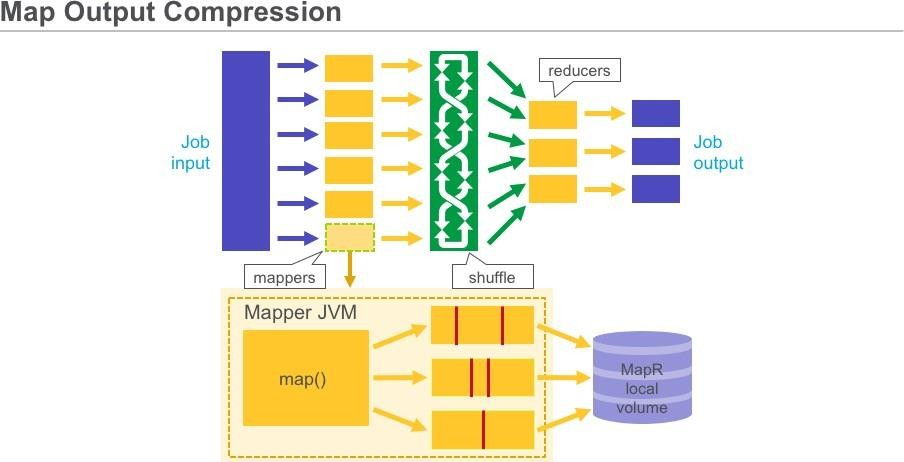 Map Output Compression
reducers
Job
input
Job
output
mappers
shuffle
Mapper JVM
map()
MapR
local
volume